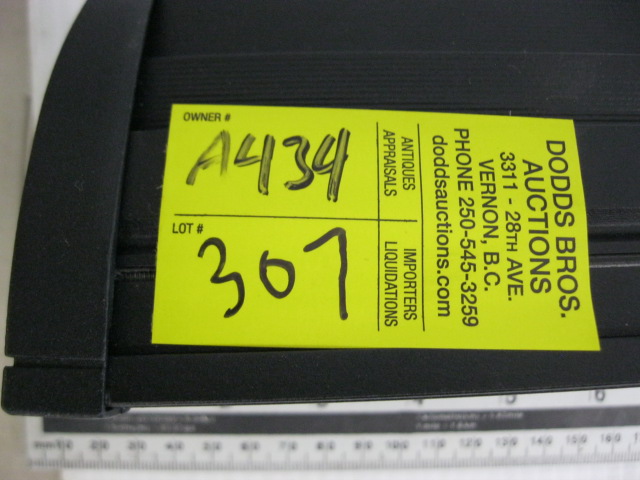 OWNER #
A434
LOT #
307
ANTIQUES
APPRAISALS
IMPORTERS
LIQUIDATIONS
DODDS BROS.
AUCTIONS
3311 - 28TH AVE.
VERNON, B.C.
PHONE 250-545-3259
doddsauctions.com